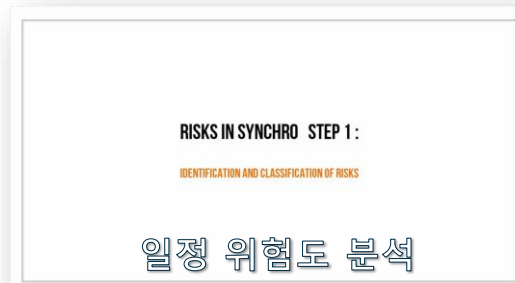 RISKS IN SYNCHRO STEP 1 :
IDENTIFICATION AND CLASSIFICATION OF RISKS
일정 위험도 분석